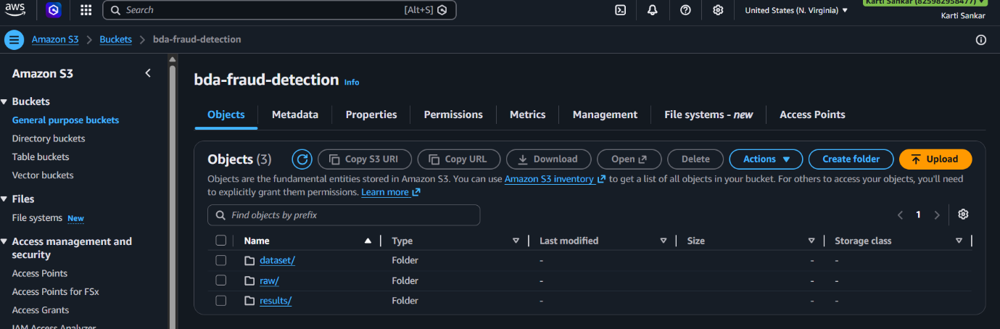 aws
Search [Alt+S]
United States (N. Virginia)
Karti Sankar (825982958477)
Karti Sankar
Amazon S3 Buckets bda-fraud-detection
Amazon S3
Buckets
General purpose buckets
Directory buckets
Table buckets
Vector buckets
Files
File systems New
Access management and
security
Access Points
Access Points for FSx
Access Grants
IAM Access Analyzer
bda-fraud-detection Info
Objects Metadata Properties Permissions Metrics Management File systems - new Access Points
Objects (3) Copy S3 URI Copy URL Download Open Delete Actions Create folder Upload
Objects are the fundamental entities stored in Amazon S3. You can use Amazon S3 inventory to get a list of all objects in your bucket. For others to access your objects, you'll need
to explicitly grant them permissions. Learn more
Find objects by prefix 1
Name Type Last modified Size Storage class
dataset/ Folder - - -
raw/ Folder - - -
results/ Folder - - -